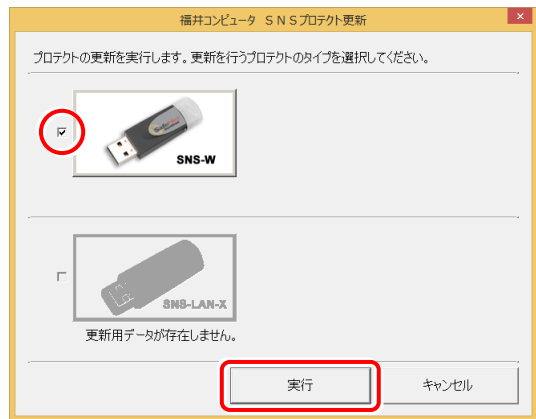 福井コンピュータ SNSプロテクト更新
プロテクトの更新を実行します。更新を行うプロテクトのタイプを選択してください。
SNS-W
SNS-LAN-X
更新用データが存在しません。
実行
キャンセル